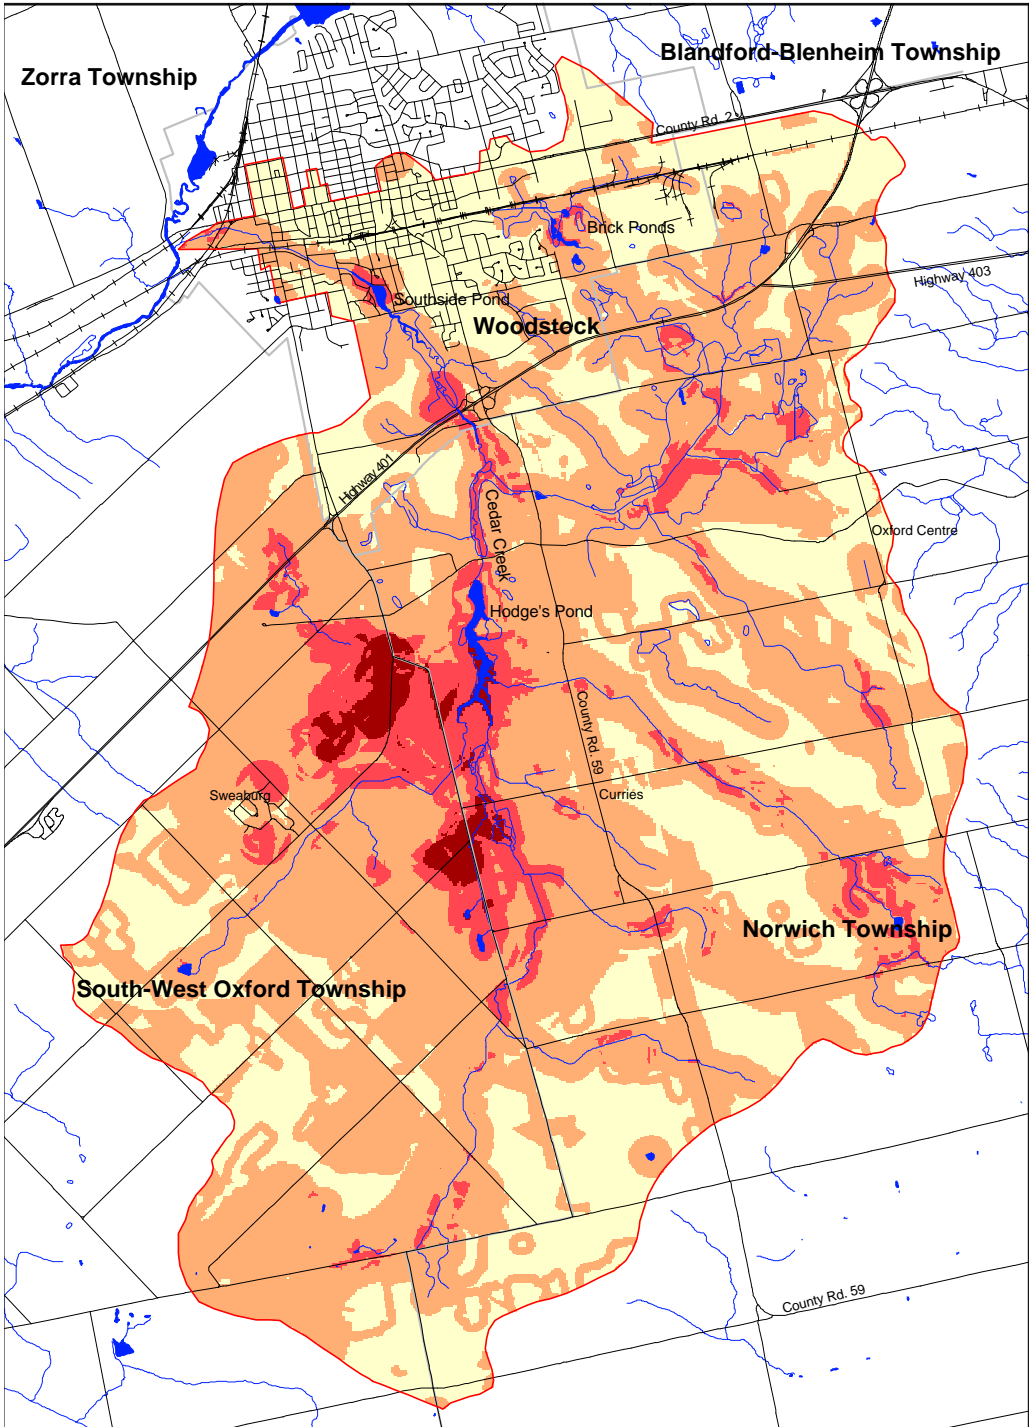 Blandford-Blenheim Township
Zorra Township
County Rd. 2
Brick Ponds
Highway 403
Southside Pond
Woodstock
Highway 401
Cedar Creek
Oxford Centre
Hodge's Pond
County Rd. 59
Sweaburg
Curries
Norwich Township
South-West Oxford Township
County Rd. 59